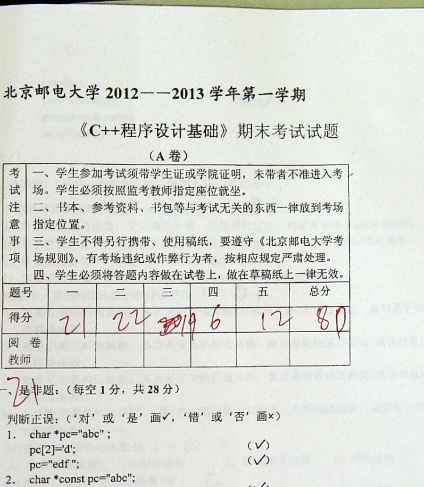 北京邮电大学2012——2013学年第一学期
《C++程序设计基础》期末考试试题
(A卷)
考试注意事项
一、学生参加考试须带学生证或学院证明，未带者不准进入考
场。学生必须按照监考教师指定座位就坐。
二、书本、参考资料、书包等与考试无关的东西一律放到考场
指定位置。
三、学生不得另行携带、使用稿纸，要遵守《北京邮电大学考
场规则》，有考场违纪或作弊行为者，按相应规定严肃处理。
四、学生必须将答题内容做在试卷上，做在草稿纸上一律无效。
题号 一 二 三 四 五 总分
得分 21 22 19 6 12 80
阅卷
教师
21
一、是非题：(每空1分，共28分)
判断正误：(‘对’或‘是’画✓，‘错’或‘否’画×)
1. char *pc="abc" ;
pc[2]='d'; (✓)
pc="edf "; (✓)
2. char *const pc="abc";